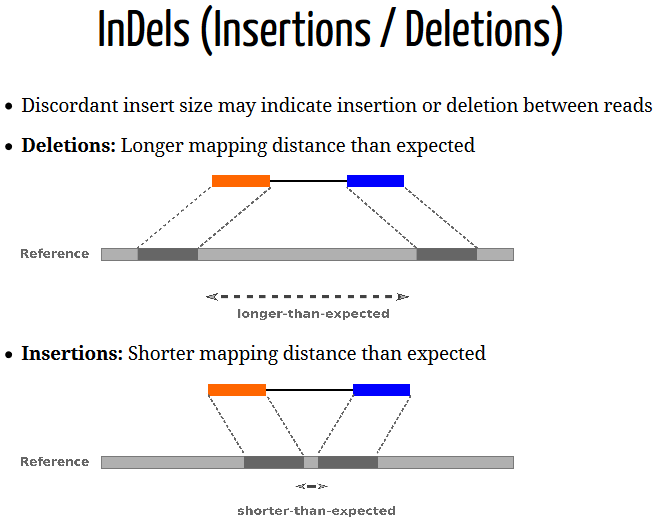 InDels (Insertions / Deletions)
• Discordant insert size may indicate insertion or deletion between reads
• Deletions: Longer mapping distance than expected
Reference
longer-than-expected
• Insertions: Shorter mapping distance than expected
Reference
shorter-than-expected